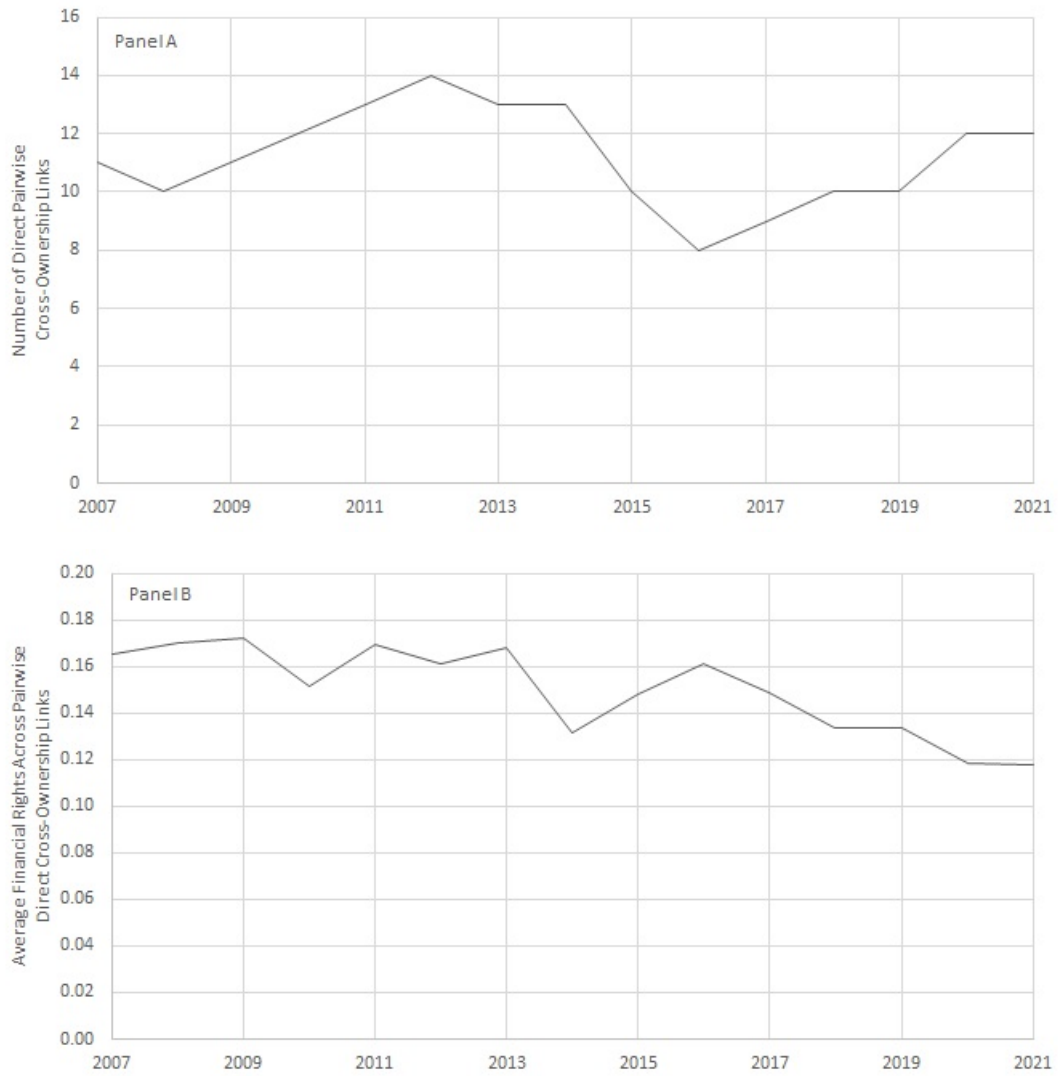 Panel A
Number of Direct Pairwise
Cross-Ownership Links
16
14
12
10
8
6
4
2
0
2007 2009 2011 2013 2015 2017 2019 2021
Panel B
Average Financial Rights Across Pairwise
Direct Cross-Ownership Links
0.20
0.18
0.16
0.14
0.12
0.10
0.08
0.06
0.04
0.02
0.00
2007 2009 2011 2013 2015 2017 2019 2021